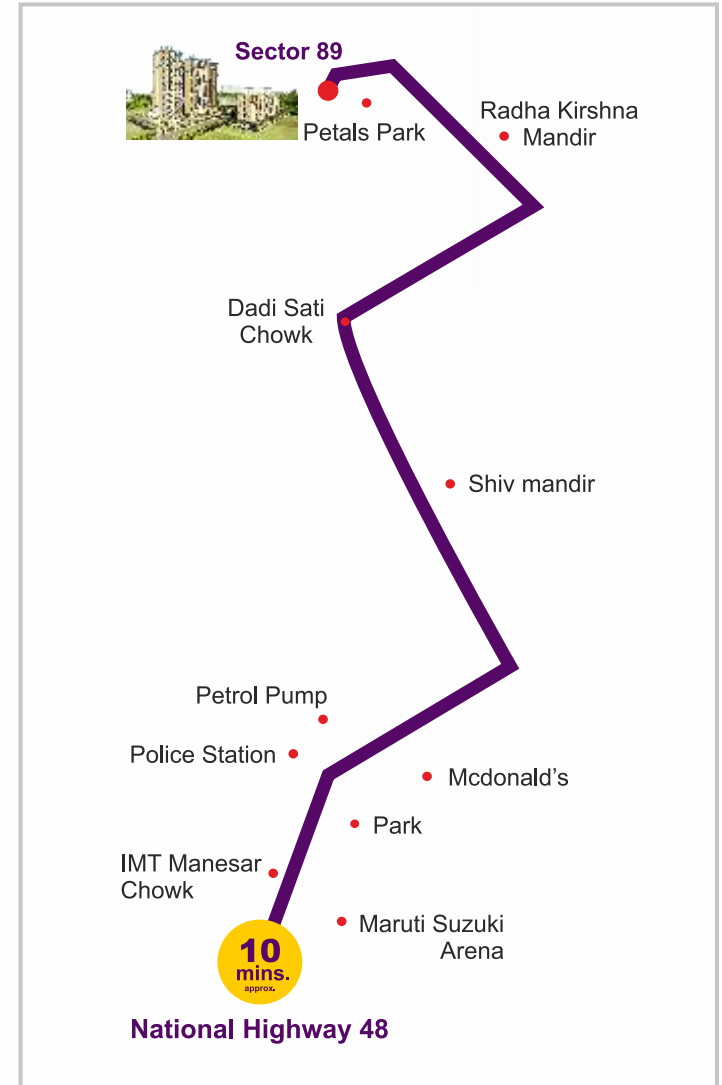 Sector 89
Petals Park
Radha Kirshna
Mandir
Dadi Sati
Chowk
Shiv mandir
Petrol Pump
Police Station
Mcdonald’s
Park
IMT Manesar
Chowk
Maruti Suzuki
Arena
10
mins.
approx.
National Highway 48